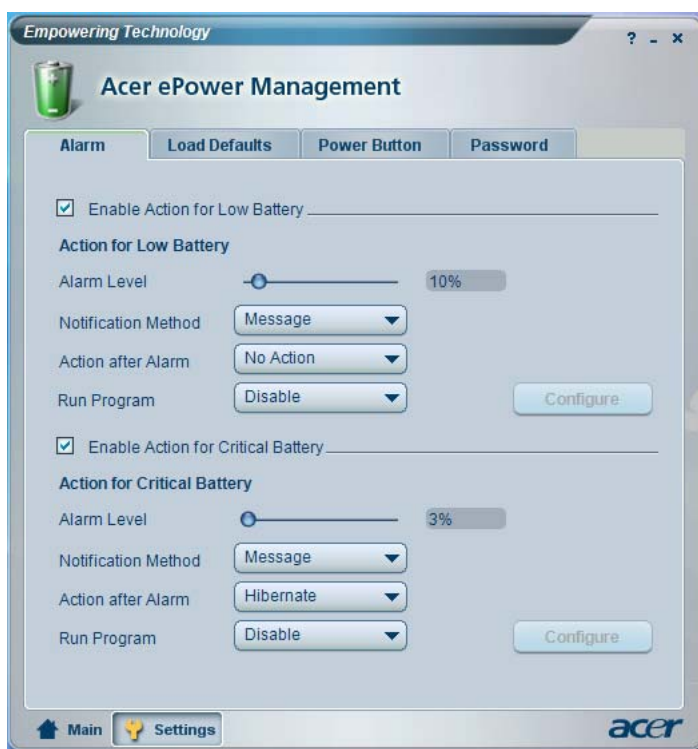 Empowering Technology
? - x
Acer ePower Management
Alarm Load Defaults Power Button Password
Enable Action for Low Battery
Action for Low Battery
Alarm Level 10%
Notification Method Message
Action after Alarm No Action
Run Program Disable Configure
Enable Action for Critical Battery
Action for Critical Battery
Alarm Level 3%
Notification Method Message
Action after Alarm Hibernate
Run Program Disable Configure
Main Settings acer